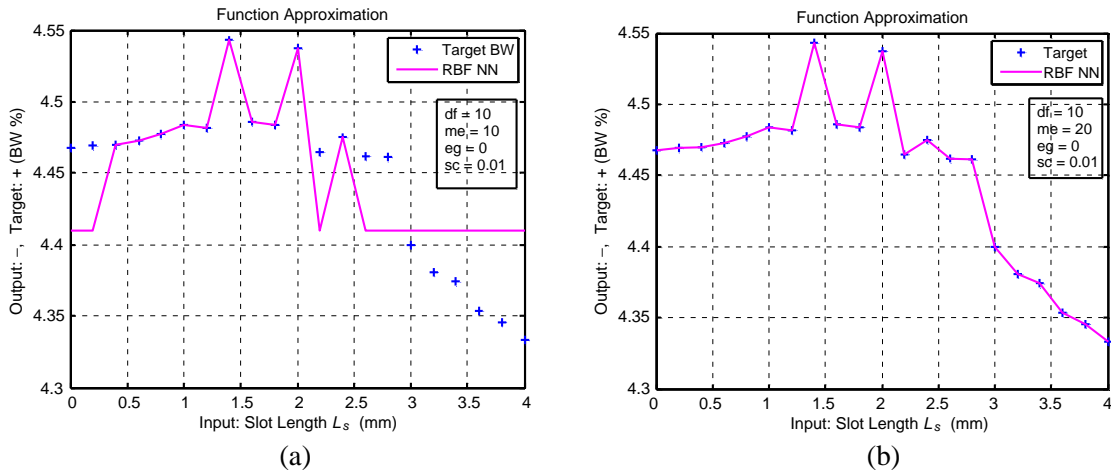 Function Approximation
4.55
4.5
4.45
4.4
4.35
4.3
Output: –, Target: + (BW %)
Target BW
RBF NN
df = 10
me = 10
eg = 0
sc = 0.01
0 0.5 1 1.5 2 2.5 3 3.5 4
Input: Slot Length Ls (mm)
(a)
Function Approximation
4.55
4.5
4.45
4.4
4.35
4.3
Output: –, Target: + (BW %)
Target
RBF NN
df = 10
me = 20
eg = 0
sc = 0.01
0 0.5 1 1.5 2 2.5 3 3.5 4
Input: Slot Length Ls (mm)
(b)